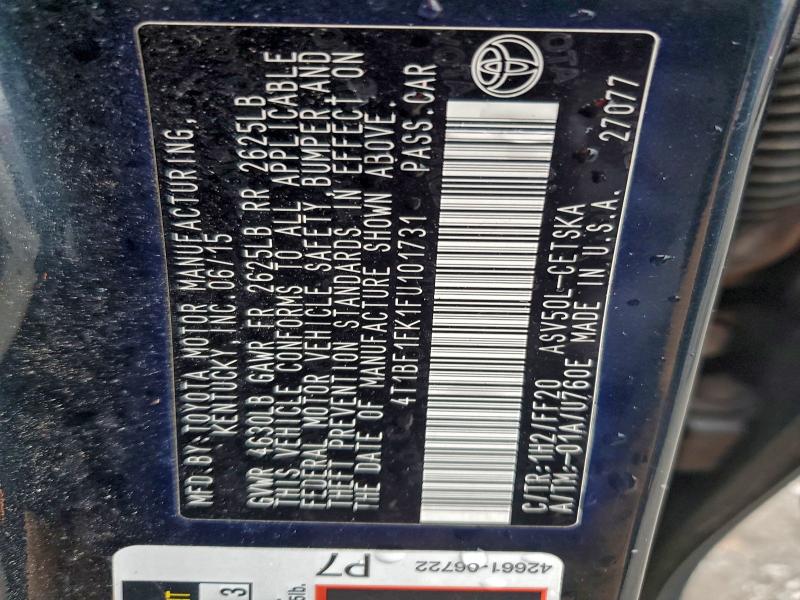 MFD. BY: TOYOTA MOTOR MANUFACTURING,
KENTUCKY, INC. 06/15
GWR 4630LB GAWR FR 2625LB RR 2625LB
THIS VEHICLE CONFORMS TO ALL APPLICABLE
FEDERAL MOTOR VEHICLE SAFETY, BUMPER, AND
THEFT PREVENTION STANDARDS IN EFFECT ON
THE DATE OF MANUFACTURE SHOWN ABOVE.
4T1BF1FK1FU101731 PASS. CAR
C/TR: 1H2/FF20 ASV50L-CETSKA
A/TM: -01A/U760E MADE IN U.S.A. 27077
P7
42661-06722
3